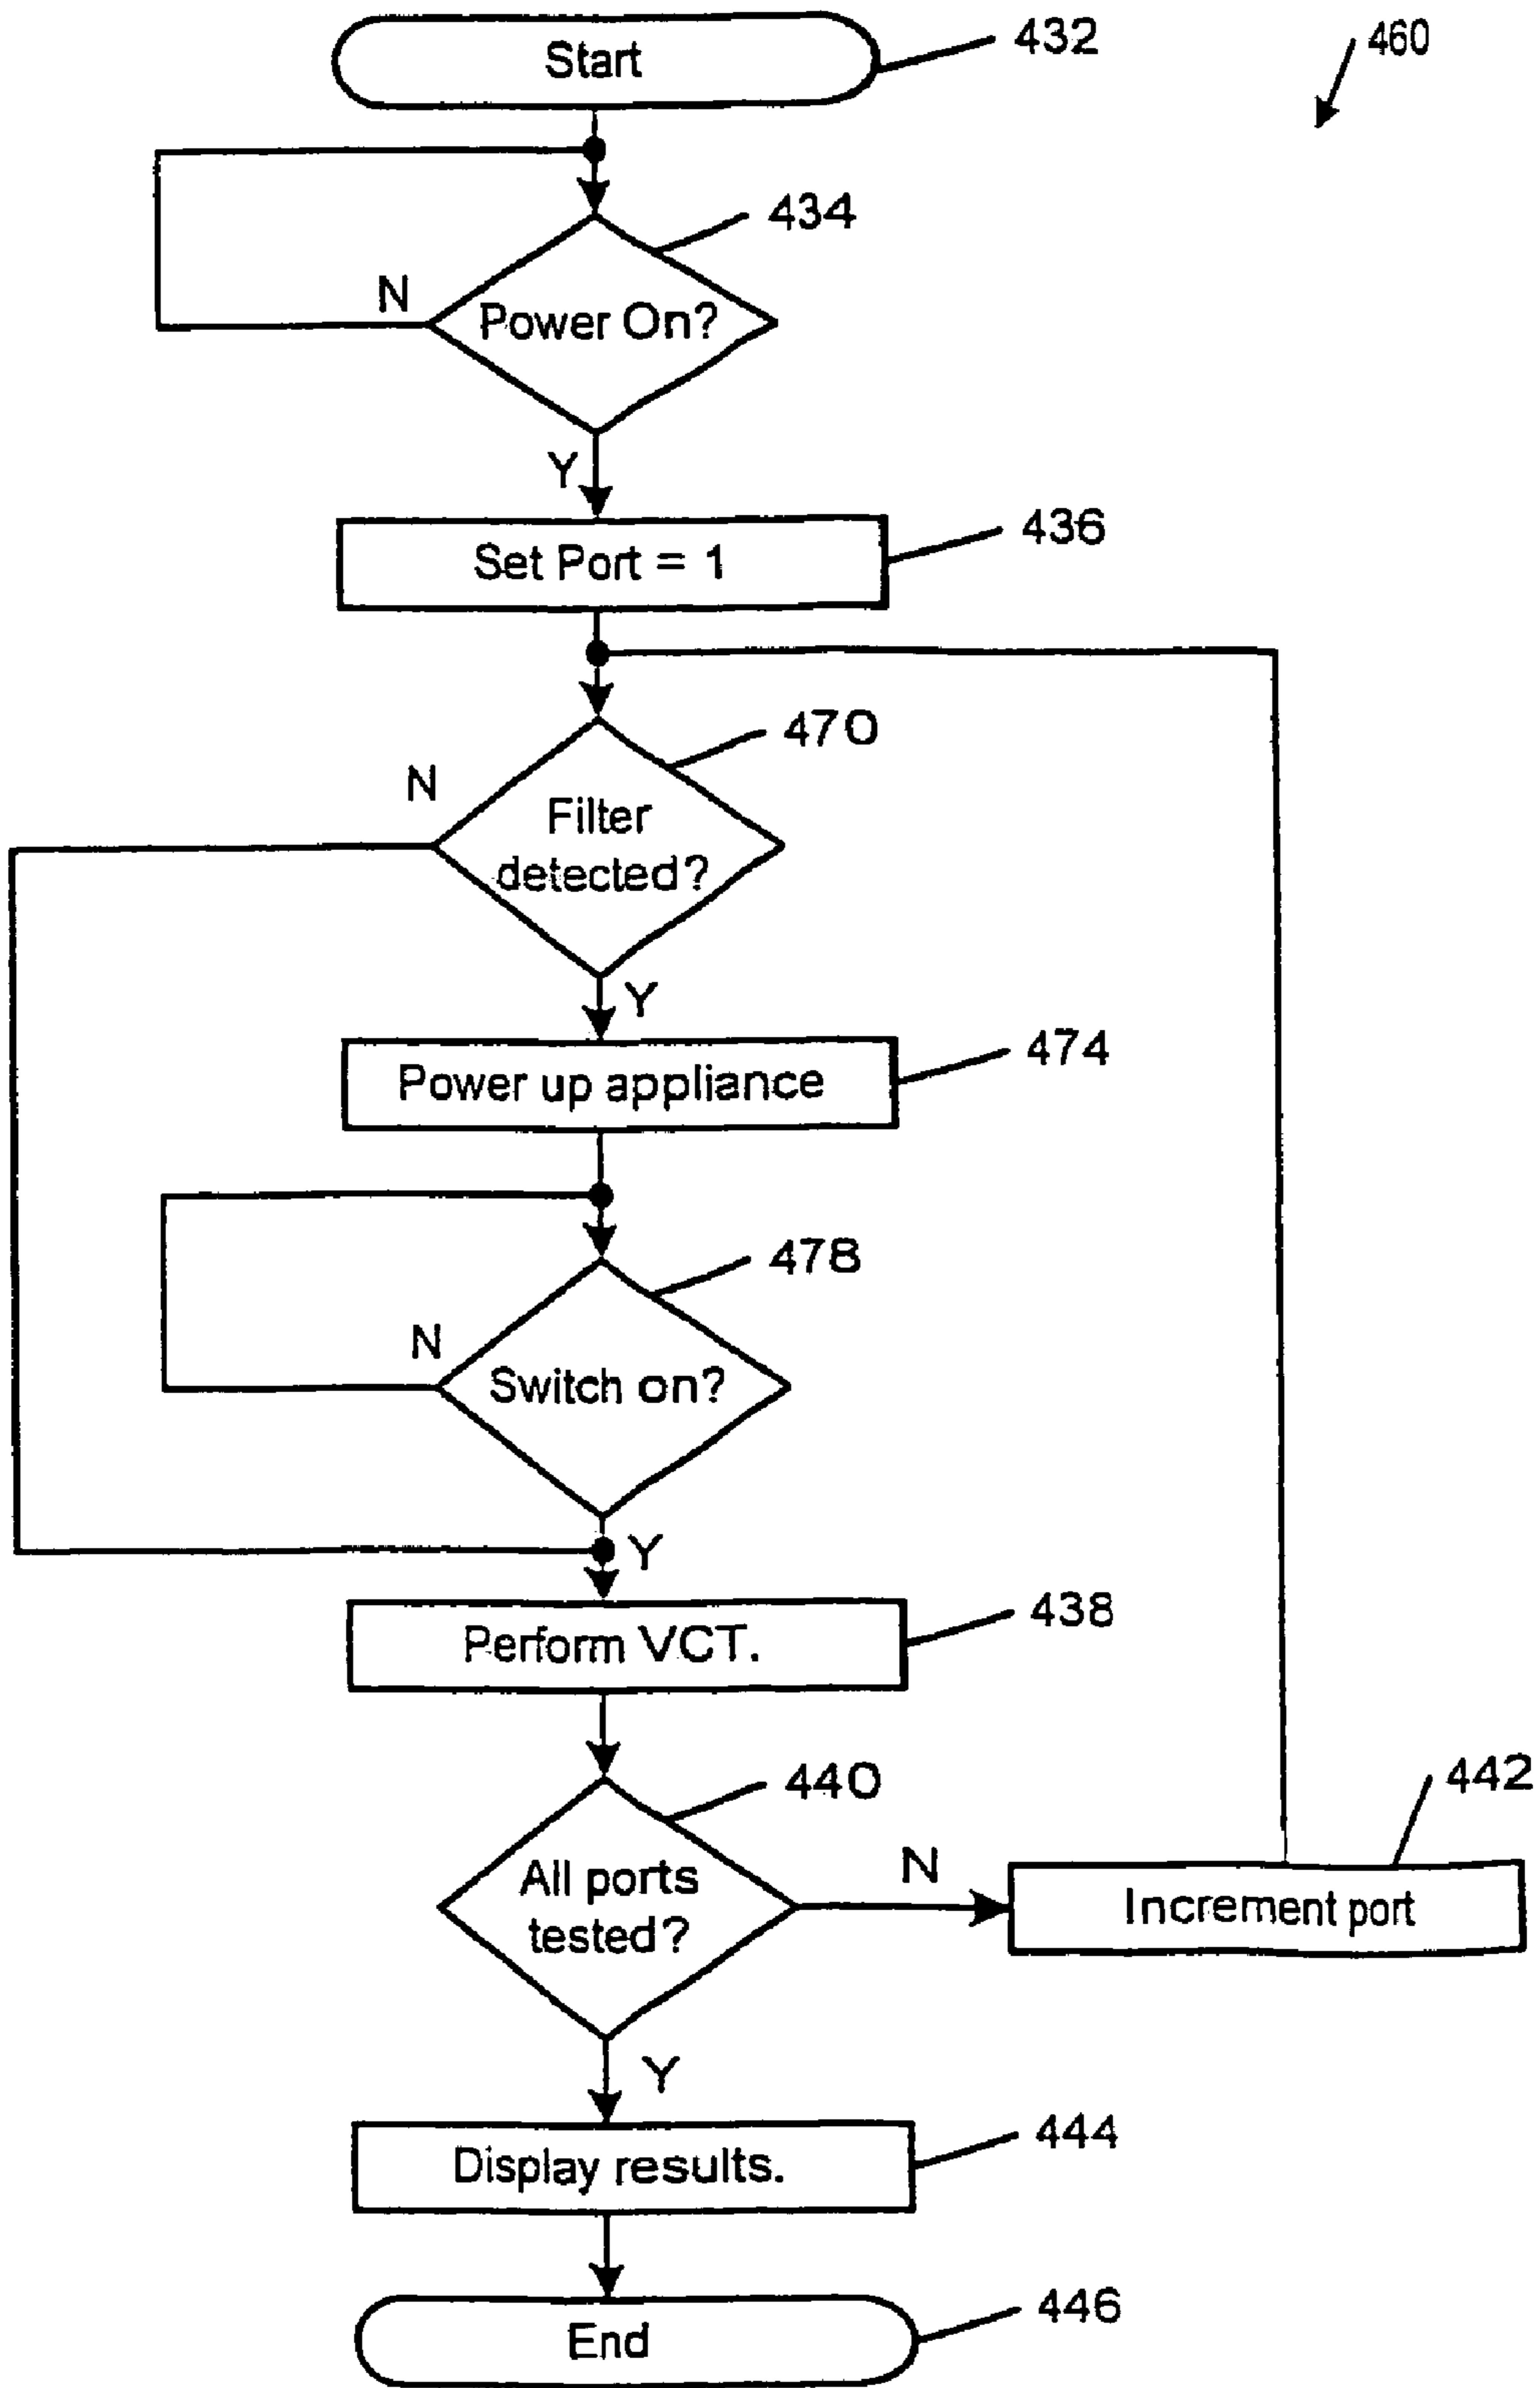 Start
432
460
434
N
Power On?
Y
Set Port = 1
436
470
N
Filter
detected?
Y
Power up appliance
474
478
N
Switch on?
Y
Perform VCT.
438
440
442
All ports
tested?
N
Increment port
Y
Display results.
444
End
446